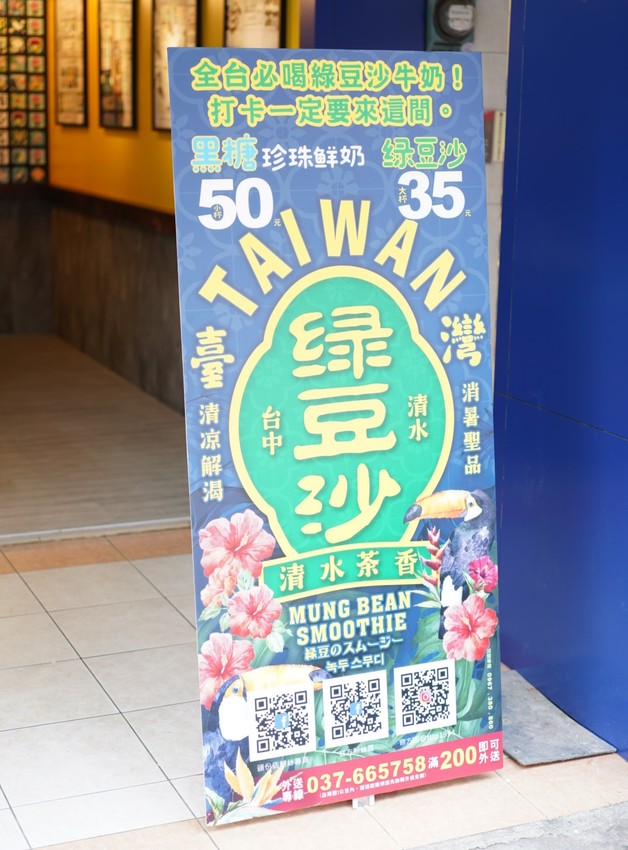 全台必喝綠豆沙牛奶！
打卡一定要來這間。
黑糖珍珠鮮奶 绿豆沙
小杯50元 大杯35元
TAIWAN
臺灣
清凉解渴
台中
绿豆沙
清水
消暑聖品
清水茶香
MUNG BEAN
SMOOTHIE
緑豆のスムージー
녹두 스무디
外送專線 037-665758 滿200即可外送